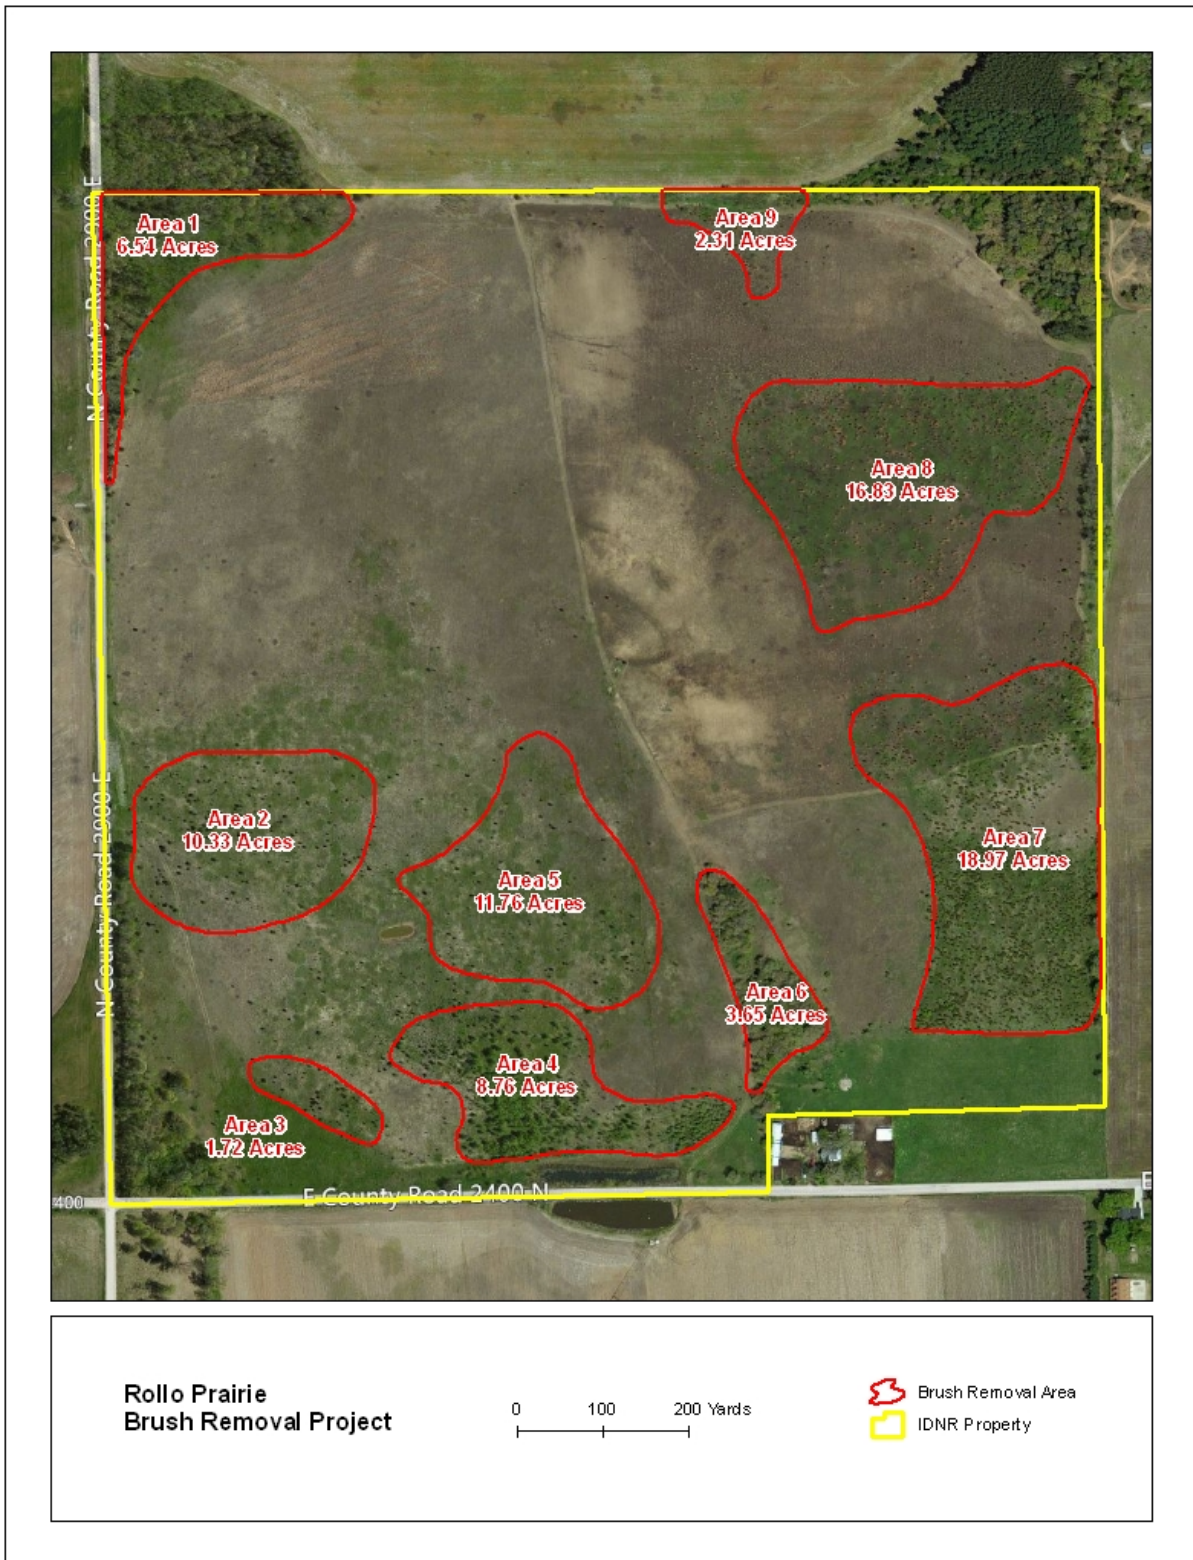 N County Road 2900 E
Area 1
6.54 Acres
Area 9
2.31 Acres
Area 8
16.83 Acres
N County Road 2900 E
Area 2
10.33 Acres
Area 5
11.76 Acres
Area 7
18.97 Acres
Area 6
3.65 Acres
Area 4
8.76 Acres
Area 3
1.72 Acres
400
E County Road 2400 N
E
Rollo Prairie
Brush Removal Project
0 100 200 Yards
Brush Removal Area
IDNR Property